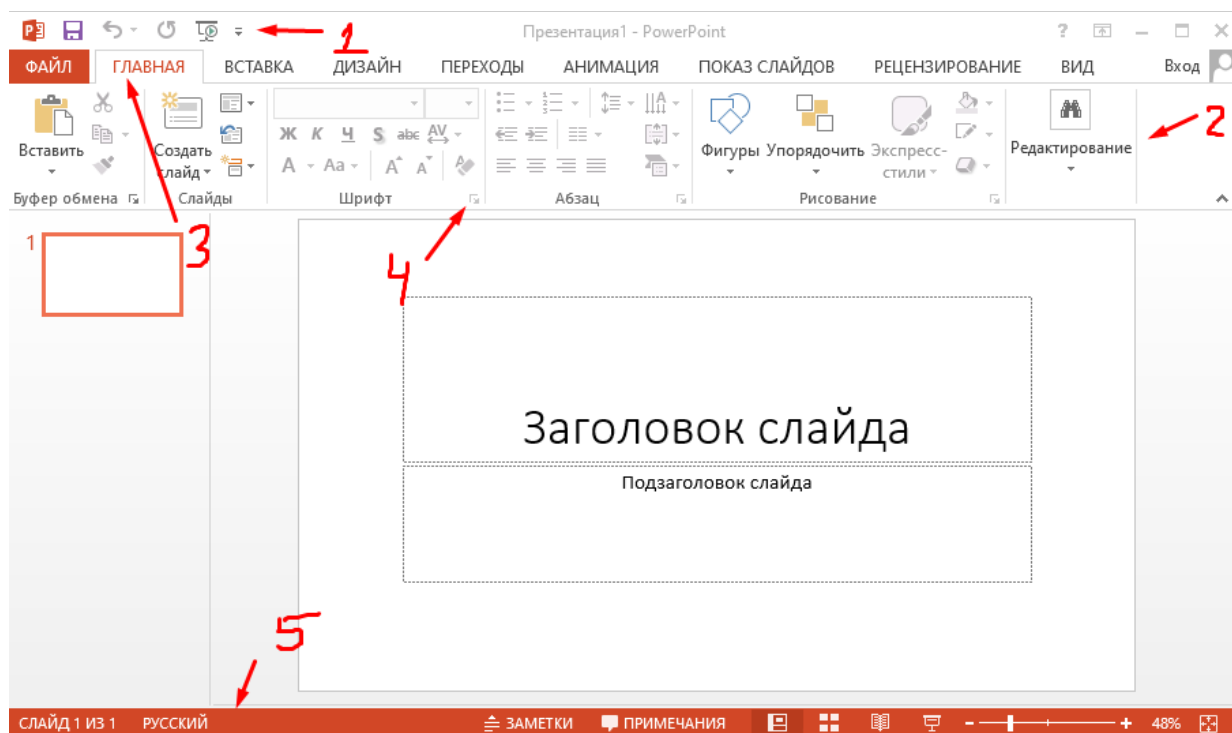 1
Презентация1 - PowerPoint
?
ФАЙЛ ГЛАВНАЯ ВСТАВКА ДИЗАЙН ПЕРЕХОДЫ АНИМАЦИЯ ПОКАЗ СЛАЙДОВ РЕЦЕНЗИРОВАНИЕ ВИД Вход
2
Вставить
Создать слайд
Ж К Ч S abc AV
A Aa A A
Фигуры Упорядочить Экспресс-стили
Редактирование
Буфер обмена Слайды Шрифт Абзац Рисование
3
4
1
Заголовок слайда
Подзаголовок слайда
5
СЛАЙД 1 ИЗ 1 РУССКИЙ ЗАМЕТКИ ПРИМЕЧАНИЯ - + 48%